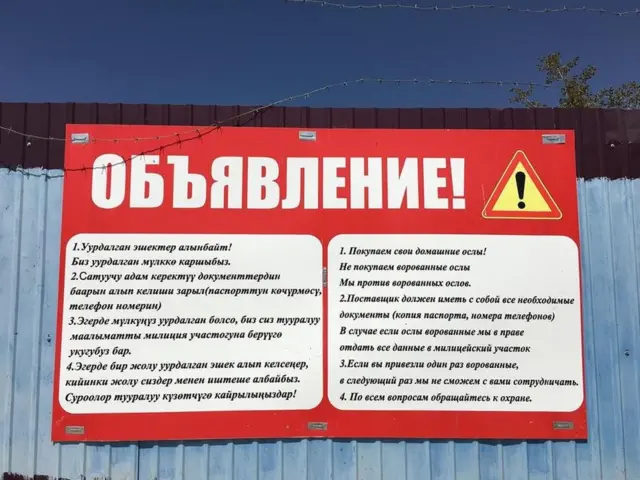 ОБЪЯВЛЕНИЕ!
1.Уурдалган эшектер алынбайт!
Биз уурдалган мүлккө каршыбыз.
2.Сатуучу адам керектүү документтердин
баарын алып келиши зарыл(паспорттун көчүрмөсү,
телефон номерин)
3.Эгерде мүлкүңүз уурдалган болсо, биз сиз тууралуу
маалыматты милиция участогуна берүүгө
укугубуз бар.
4.Эгерде бир жолу уурдалган эшек алып келсеңер,
кийинки жолу сиздер менен иштеше албайбыз.
Суроолор тууралуу күзөтчүгө кайрылыңыздар!
1. Покупаем свои домашние ослы!
Не покупаем ворованные ослы
Мы против ворованных ослов.
2.Поставщик должен иметь с собой все необходимые
документы (копия паспорта, номера телефонов)
В случае если ослы ворованные мы в праве
отдать все данные в милицейский участок
3.Если вы привезли один раз ворованные,
в следующий раз мы не сможем с вами сотрудничать.
4. По всем вопросам обращайтесь к охране.